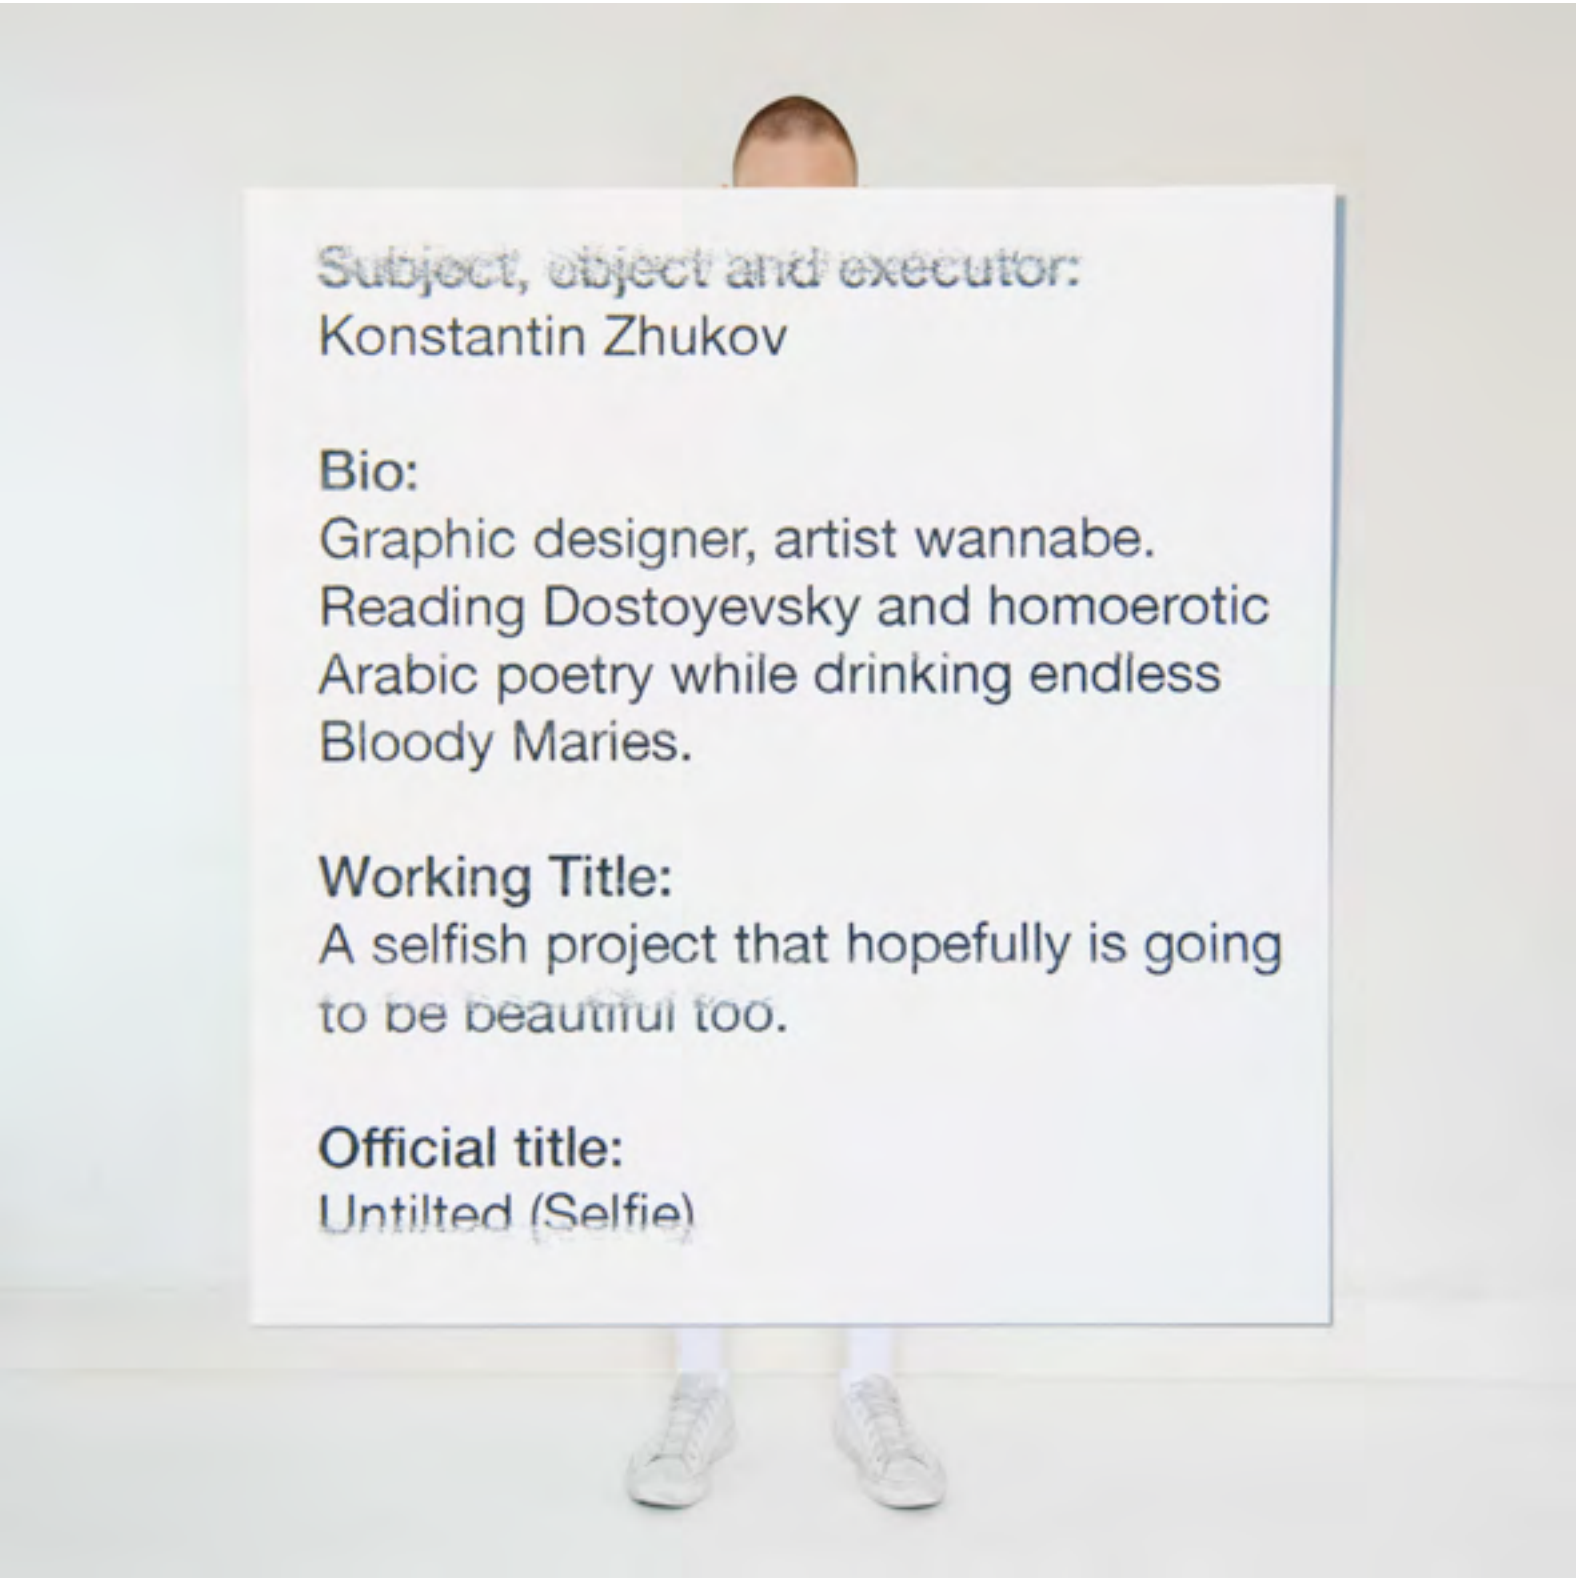 Subject, object and executor:
Konstantin Zhukov
Bio:
Graphic designer, artist wannabe.
Reading Dostoyevsky and homoerotic
Arabic poetry while drinking endless
Bloody Maries.
Working Title:
A selfish project that hopefully is going
to be beautiful too.
Official title:
Untilted (Selfie)